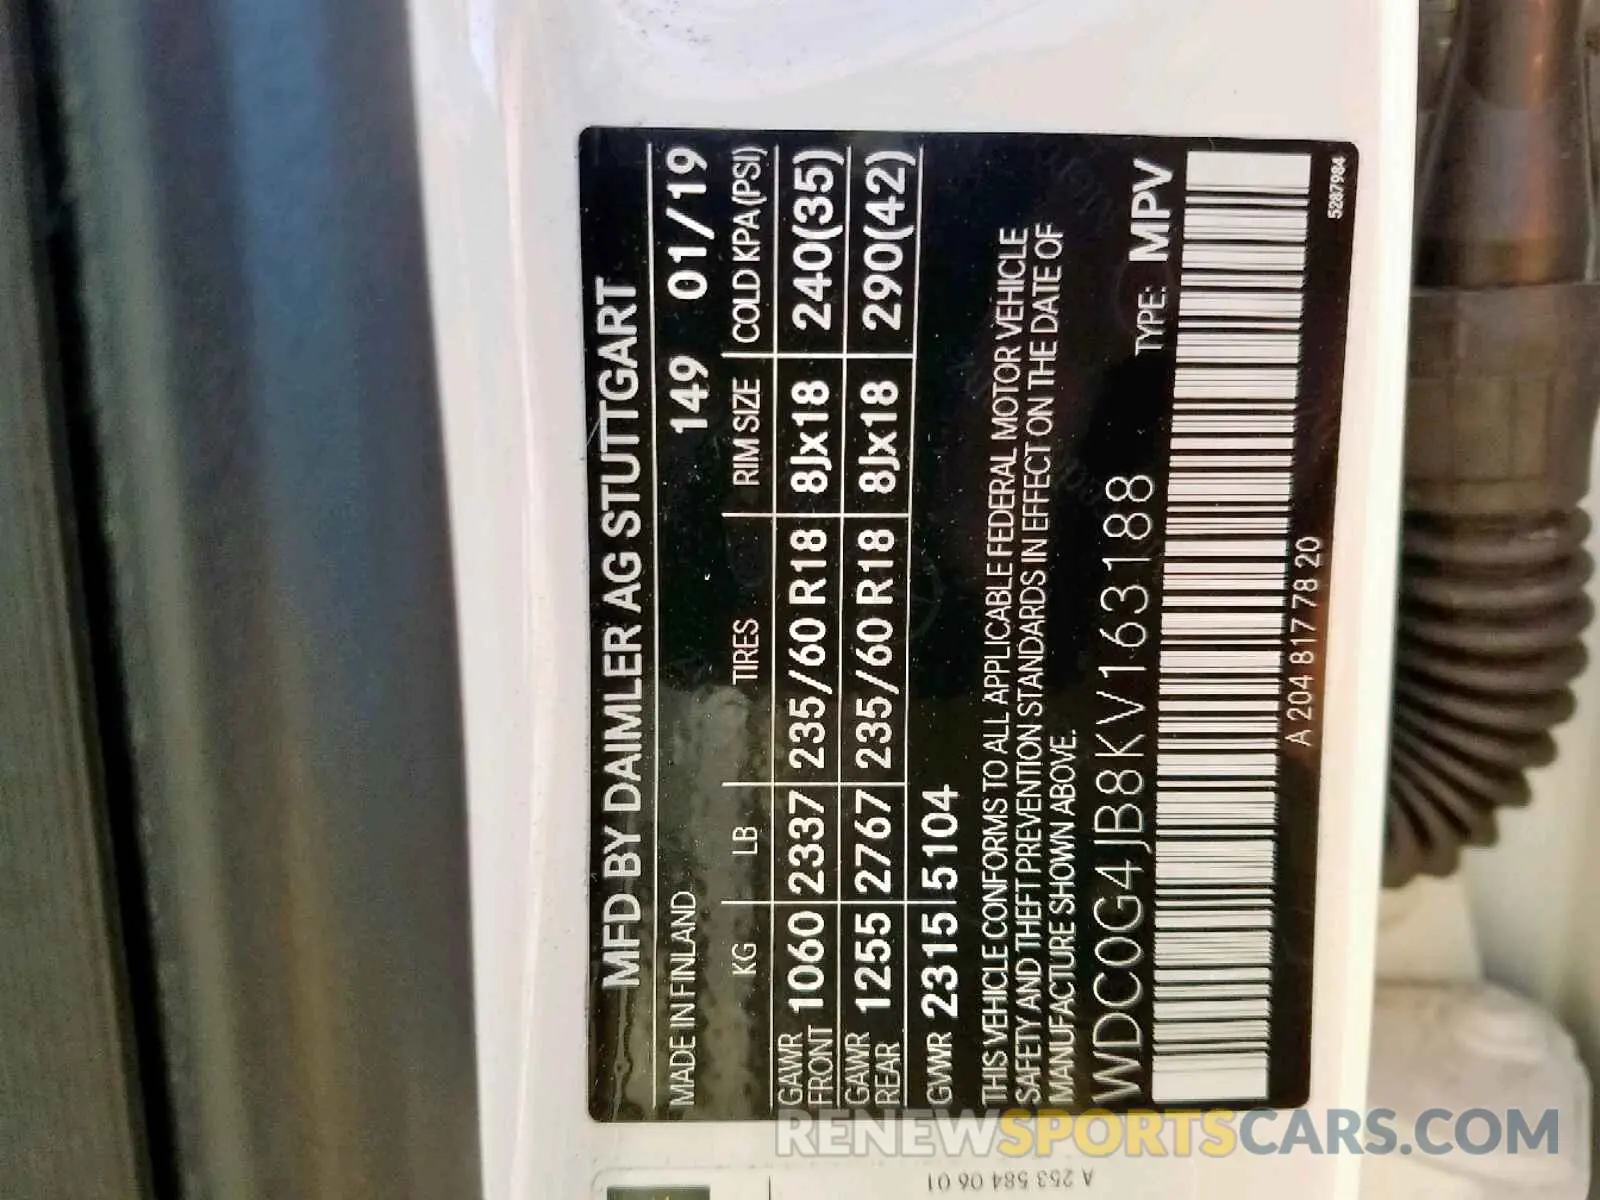 MFD BY DAIMLER AG STUTTGART
MADE IN FINLAND 149 01/19
KG LB TIRES RIM SIZE COLD KPA(PSI)
GAWR FRONT 1060 2337 235/60 R18 8Jx18 240(35)
GAWR REAR 1255 2767 235/60 R18 8Jx18 290(42)
GVWR 2315 5104
THIS VEHICLE CONFORMS TO ALL APPLICABLE FEDERAL MOTOR VEHICLE
SAFETY AND THEFT PREVENTION STANDARDS IN EFFECT ON THE DATE OF
MANUFACTURE SHOWN ABOVE.
WDC0G4JB8KV163188 TYPE: MPV
A 204 817 78 20
5287984
A 253 584 06 01
RENEWSPORTSCARS.COM